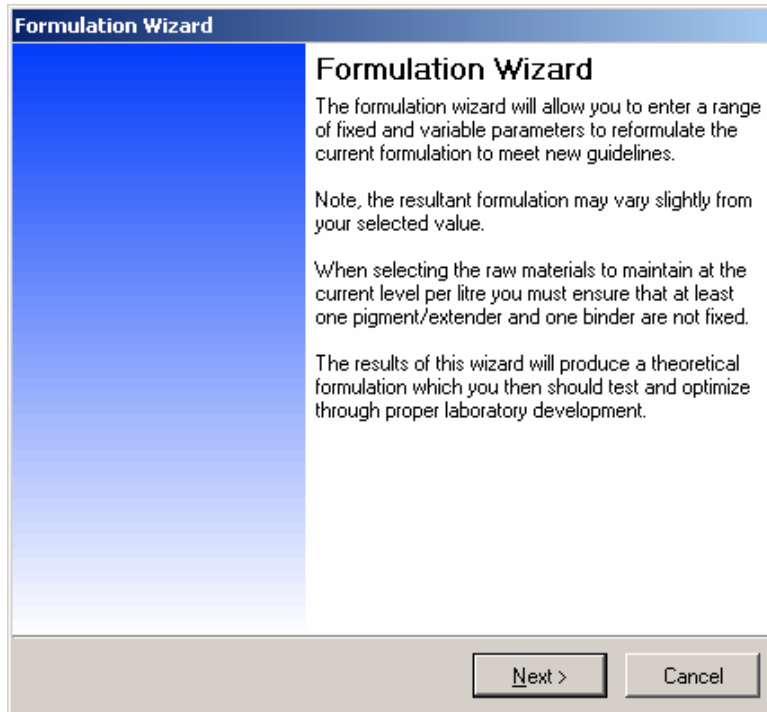 Formulation Wizard
Formulation Wizard
The formulation wizard will allow you to enter a range
of fixed and variable parameters to reformulate the
current formulation to meet new guidelines.
Note, the resultant formulation may vary slightly from
your selected value.
When selecting the raw materials to maintain at the
current level per litre you must ensure that at least
one pigment/extender and one binder are not fixed.
The results of this wizard will produce a theoretical
formulation which you then should test and optimize
through proper laboratory development.
Next > Cancel